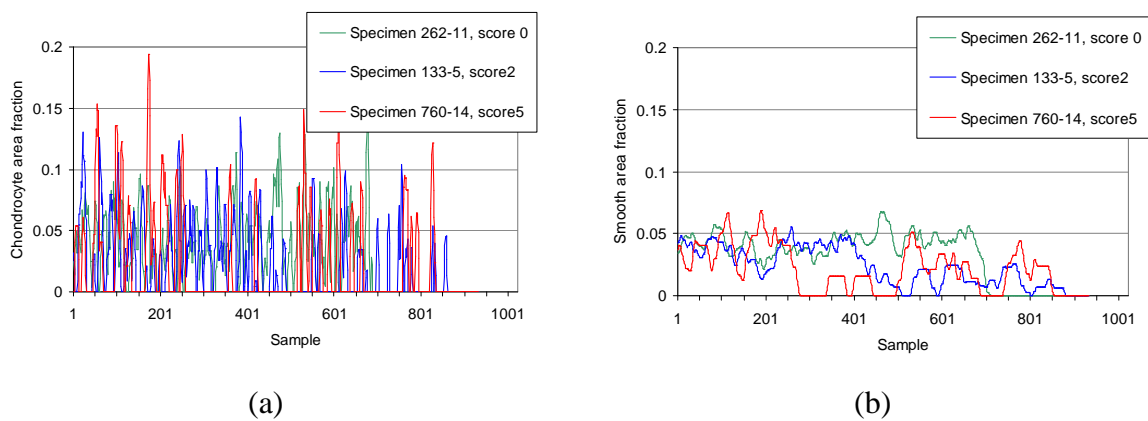 Specimen 262-11, score 0
Specimen 133-5, score2
Specimen 760-14, score5
Chondrocyte area fraction
0.2
0.15
0.1
0.05
0
1 201 401 601 801 1001
Sample
(a)
Specimen 262-11, score 0
Specimen 133-5, score2
Specimen 760-14, score5
Smooth area fraction
0.2
0.15
0.1
0.05
0
1 201 401 601 801 1001
Sample
(b)